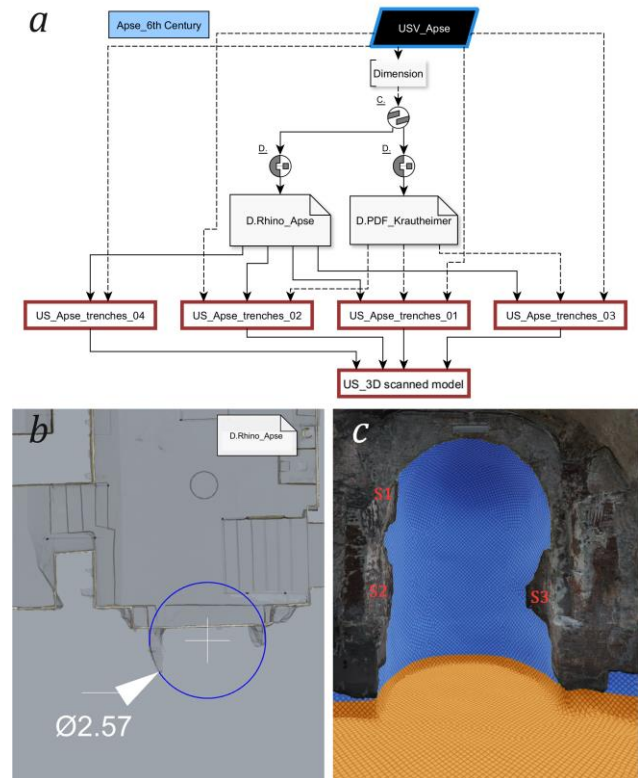 a
Apse_6th Century
USV_Apse
Dimension
C.
D.
D.
D.Rhino_Apse
D.PDF_Krautheimer
US_Apse_trenches_04
US_Apse_trenches_02
US_Apse_trenches_01
US_Apse_trenches_03
US_3D scanned model
b
D.Rhino_Apse
Ø2.57
c
S1
S2
S3